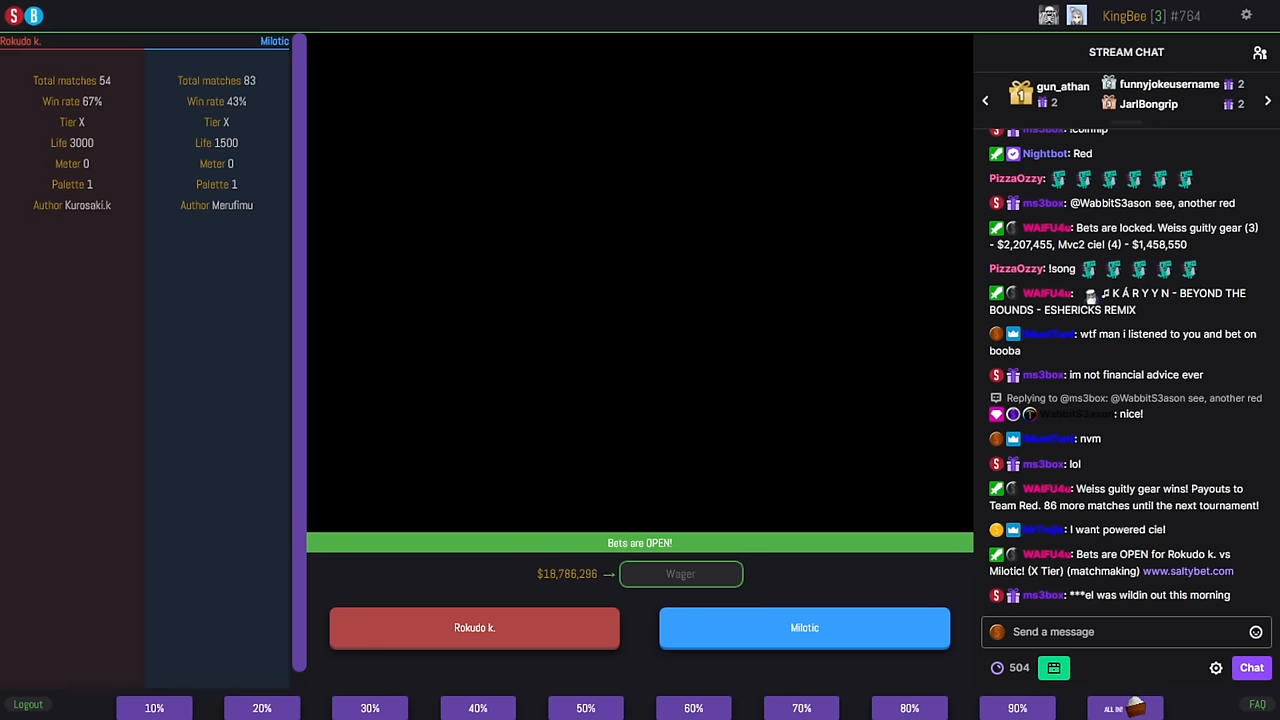 S B
KingBee [3] #764
Rokudo k.
Milotic
Total matches 54
Win rate 67%
Tier X
Life 3000
Meter 0
Palette 1
Author Kurosaki.k
Total matches 83
Win rate 43%
Tier X
Life 1500
Meter 0
Palette 1
Author Merufimu
Bets are OPEN!
$18,786,296 → Wager
Rokudo k.
Milotic
STREAM CHAT
1 gun_athan
2
2 funnyjokeusername 2
3 JarlBongrip 2
ms3box: !coinflip
Nightbot: Red
PizzaOzzy:
ms3box: @WabbitS3ason see, another red
WAIFU4u: Bets are locked. Weiss guitly gear (3)
- $2,207,455, Mvc2 ciel (4) - $1,458,550
PizzaOzzy: !song
WAIFU4u: ♫ K Á R Y Y N - BEYOND THE
BOUNDS - ESHERICKS REMIX
: wtf man i listened to you and bet on
booba
ms3box: im not financial advice ever
Replying to @ms3box: @WabbitS3ason see, another red
WabbitS3ason: nice!
: nvm
ms3box: lol
WAIFU4u: Weiss guitly gear wins! Payouts to
Team Red. 86 more matches until the next tournament!
: I want powered ciel
WAIFU4u: Bets are OPEN for Rokudo k. vs
Milotic! (X Tier) (matchmaking) www.saltybet.com
ms3box: ***el was wildin out this morning
Send a message
504
Chat
Logout
10%
20%
30%
40%
50%
60%
70%
80%
90%
ALL IN!
FAQ